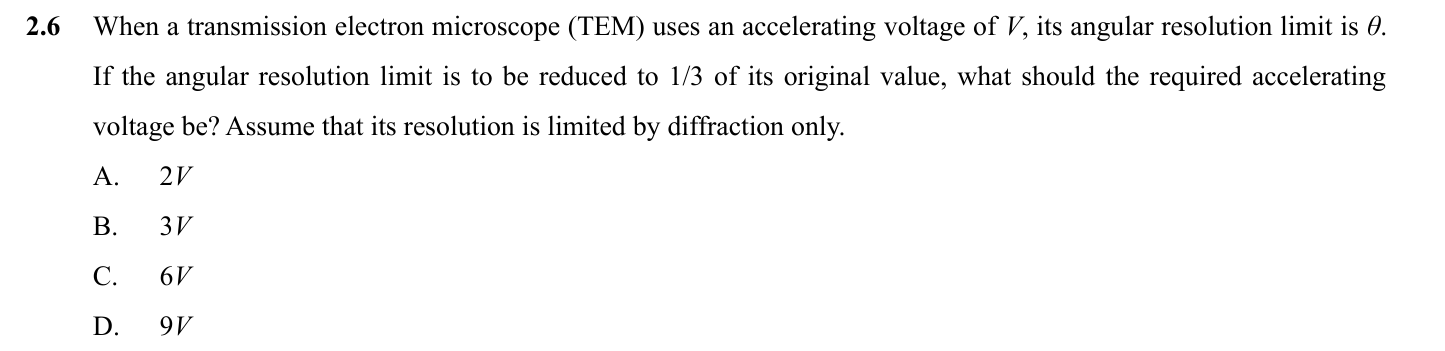 2.6 When a transmission electron microscope (TEM) uses an accelerating voltage of V, its angular resolution limit is θ.
If the angular resolution limit is to be reduced to 1/3 of its original value, what should the required accelerating
voltage be? Assume that its resolution is limited by diffraction only.
A. 2V
B. 3V
C. 6V
D. 9V